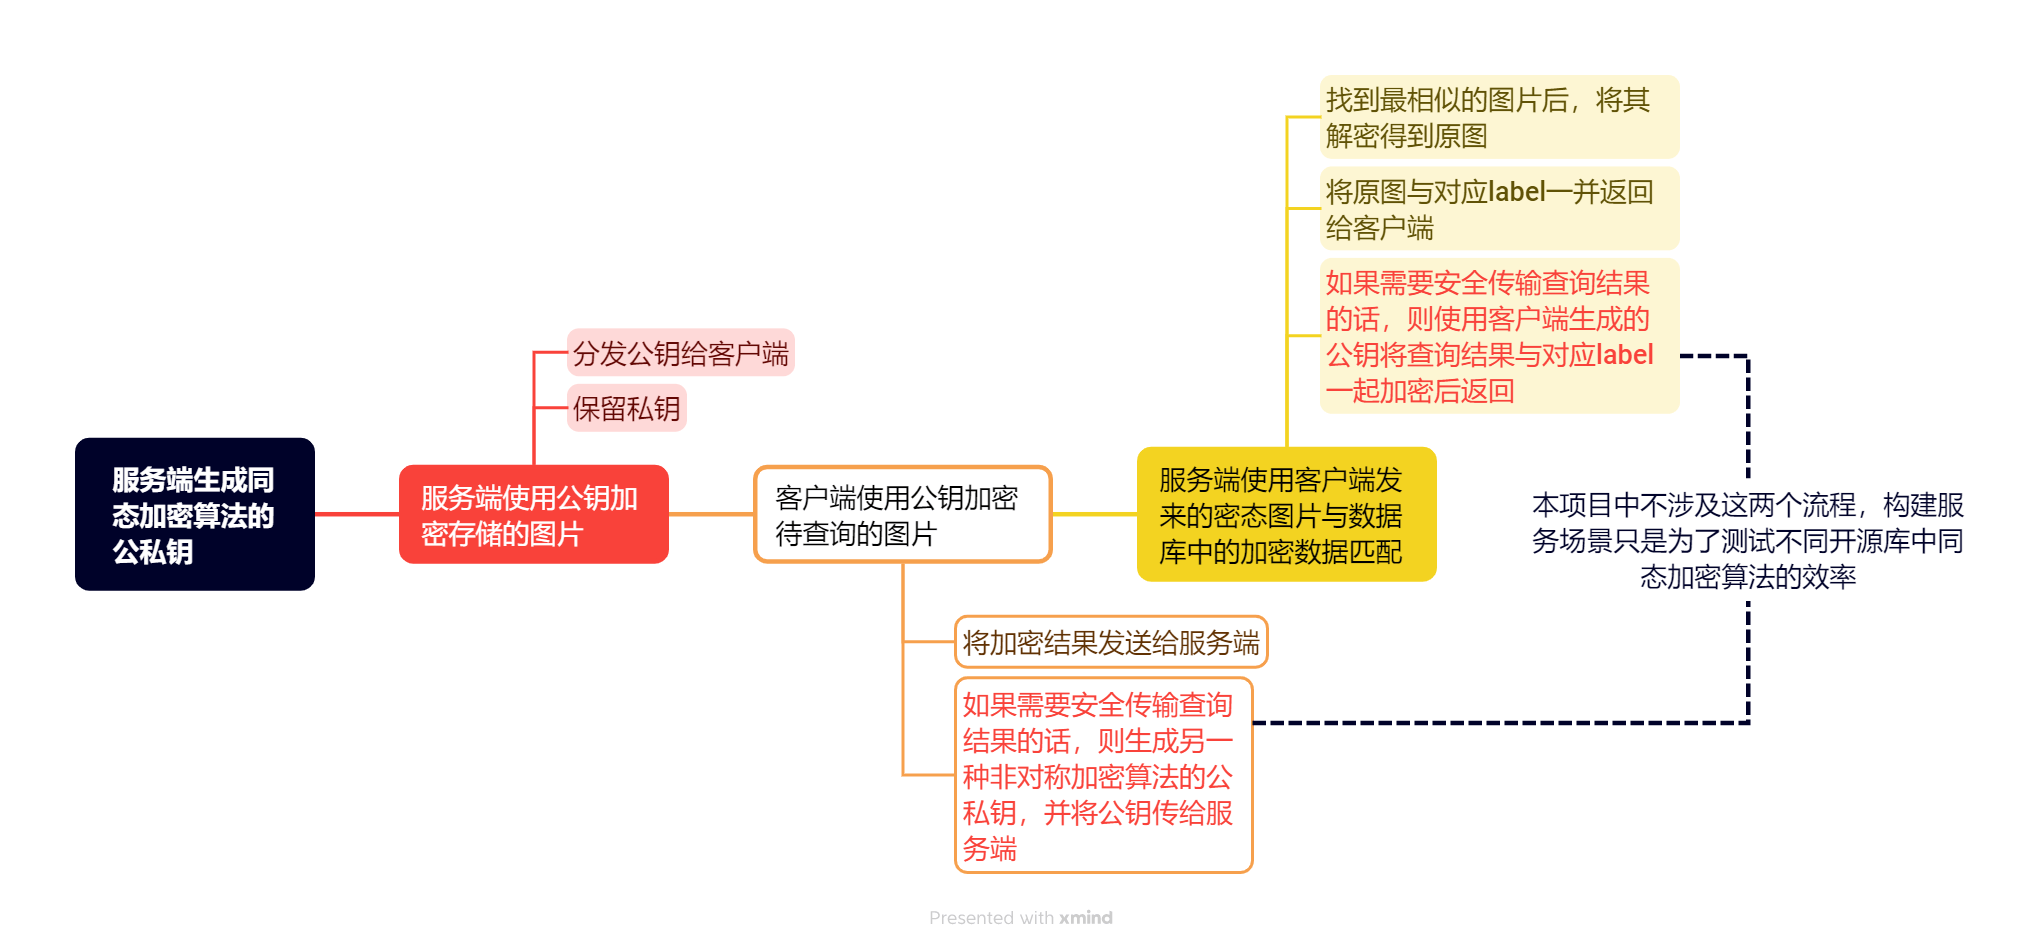 服务端生成同
态加密算法的
公私钥
服务端使用公钥加
密存储的图片
分发公钥给客户端
保留私钥
客户端使用公钥加密
待查询的图片
将加密结果发送给服务端
如果需要安全传输查询
结果的话，则生成另一
种非对称加密算法的公
私钥，并将公钥传给服
务端
服务端使用客户端发
来的密态图片与数据
库中的加密数据匹配
找到最相似的图片后，将其
解密得到原图
将原图与对应label一并返回
给客户端
如果需要安全传输查询结果
的话，则使用客户端生成的
公钥将查询结果与对应label
一起加密后返回
本项目中不涉及这两个流程，构建服
务场景只是为了测试不同开源库中同
态加密算法的效率
Presented with xmind